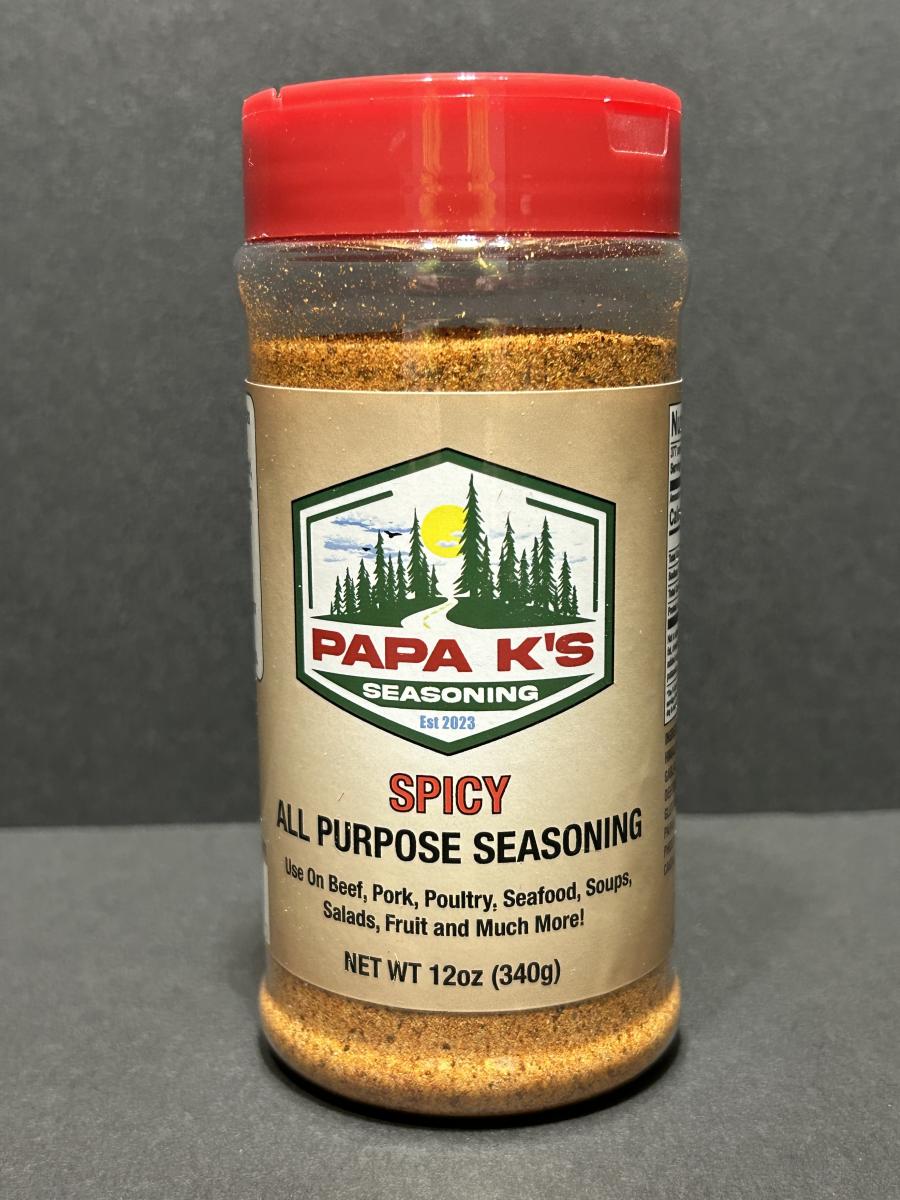 PAPA K'S
SEASONING
Est 2023
SPICY
ALL PURPOSE SEASONING
Use On Beef, Pork, Poultry, Seafood, Soups,
Salads, Fruit and Much More!
NET WT 12oz (340g)